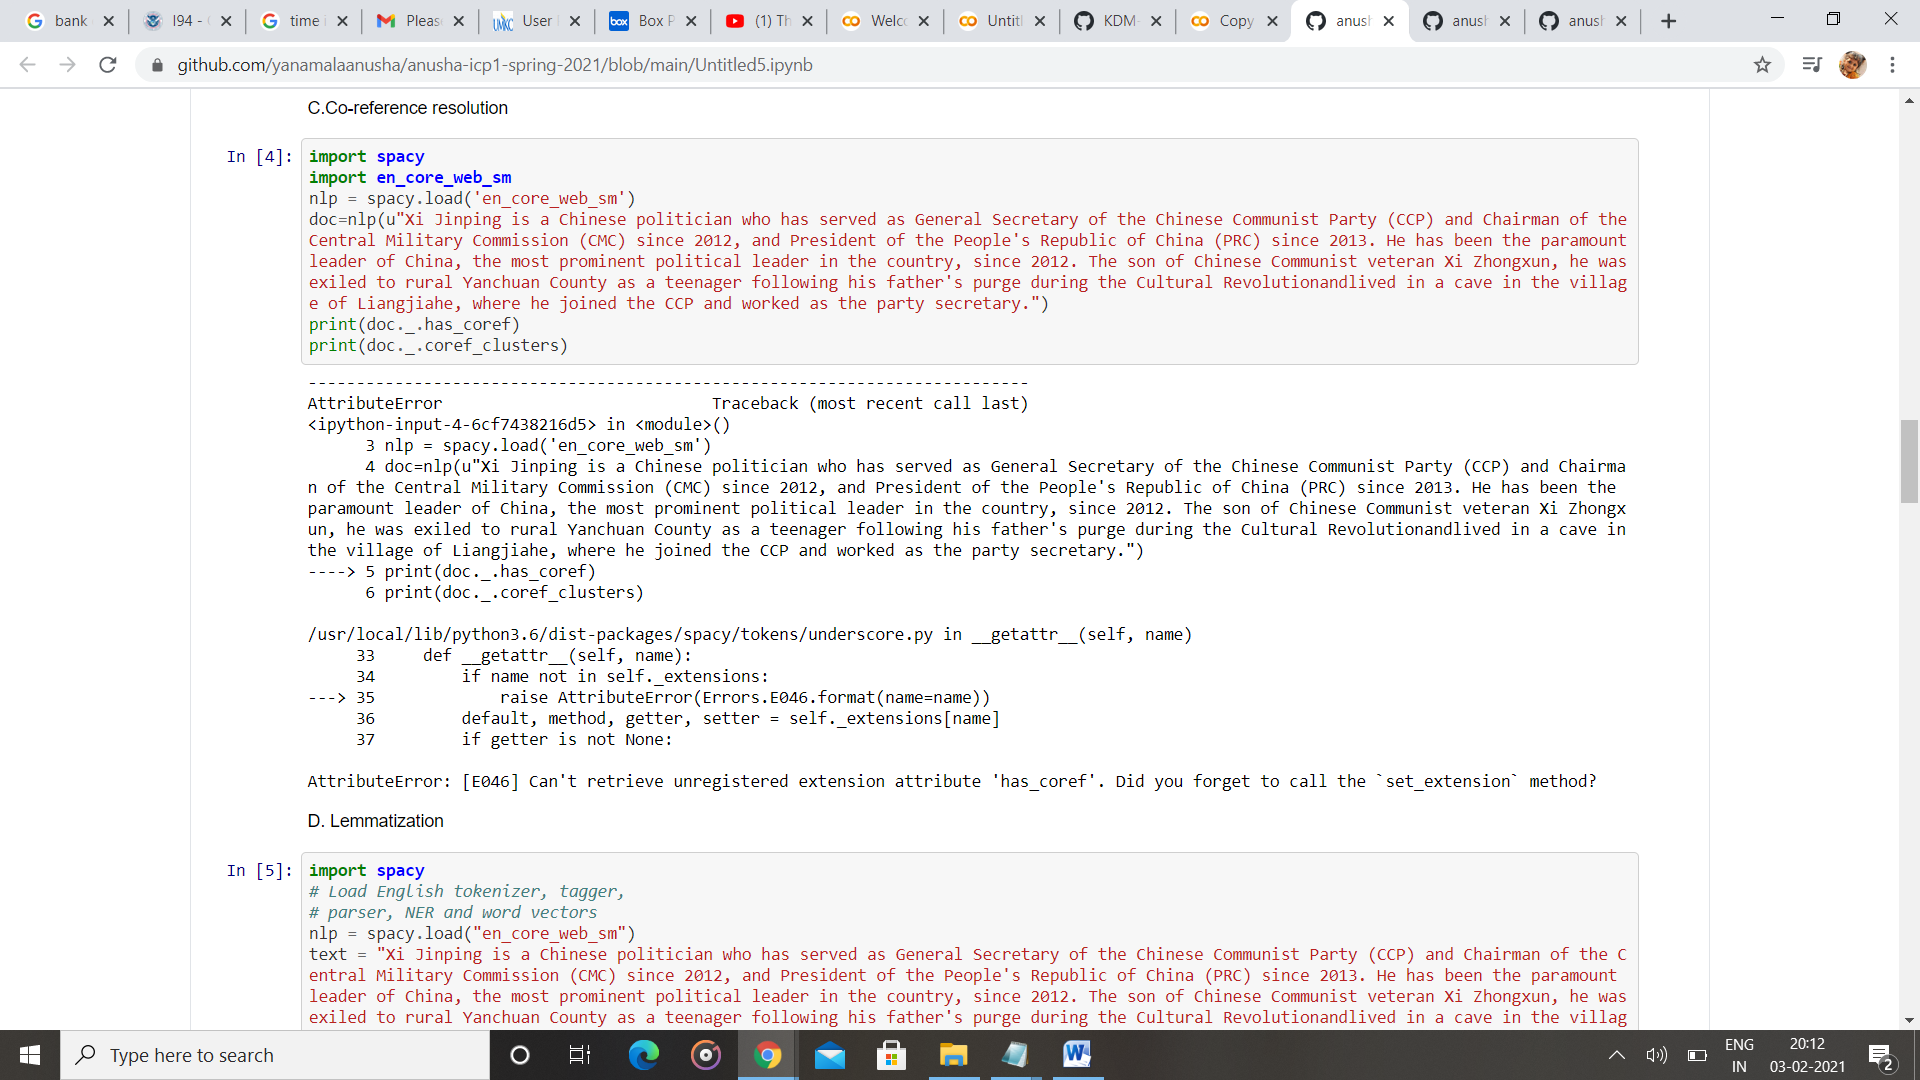 bank
I94 -
time i
Pleas
UMKC User
box Box P
(1) Th
Welc
Untitl
KDM-
Copy
anush
anush
anush
github.com/yanamalaanusha/anusha-icp1-spring-2021/blob/main/Untitled5.ipynb
C.Co-reference resolution
In [4]:
import spacy
import en_core_web_sm
nlp = spacy.load('en_core_web_sm')
doc=nlp(u"Xi Jinping is a Chinese politician who has served as General Secretary of the Chinese Communist Party (CCP) and Chairman of the
Central Military Commission (CMC) since 2012, and President of the People's Republic of China (PRC) since 2013. He has been the paramount
leader of China, the most prominent political leader in the country, since 2012. The son of Chinese Communist veteran Xi Zhongxun, he was
exiled to rural Yanchuan County as a teenager following his father's purge during the Cultural Revolutionandlived in a cave in the villag
e of Liangjiahe, where he joined the CCP and worked as the party secretary.")
print(doc._.has_coref)
print(doc._.coref_clusters)
---------------------------------------------------------------------------
AttributeError                            Traceback (most recent call last)
<ipython-input-4-6cf7438216d5> in <module>()
      3 nlp = spacy.load('en_core_web_sm')
      4 doc=nlp(u"Xi Jinping is a Chinese politician who has served as General Secretary of the Chinese Communist Party (CCP) and Chairma
n of the Central Military Commission (CMC) since 2012, and President of the People's Republic of China (PRC) since 2013. He has been the
paramount leader of China, the most prominent political leader in the country, since 2012. The son of Chinese Communist veteran Xi Zhongx
un, he was exiled to rural Yanchuan County as a teenager following his father's purge during the Cultural Revolutionandlived in a cave in
the village of Liangjiahe, where he joined the CCP and worked as the party secretary.")
----> 5 print(doc._.has_coref)
      6 print(doc._.coref_clusters)
/usr/local/lib/python3.6/dist-packages/spacy/tokens/underscore.py in __getattr__(self, name)
     33     def __getattr__(self, name):
     34         if name not in self._extensions:
---> 35             raise AttributeError(Errors.E046.format(name=name))
     36         default, method, getter, setter = self._extensions[name]
     37         if getter is not None:
AttributeError: [E046] Can't retrieve unregistered extension attribute 'has_coref'. Did you forget to call the `set_extension` method?
D. Lemmatization
In [5]:
import spacy
# Load English tokenizer, tagger,
# parser, NER and word vectors
nlp = spacy.load("en_core_web_sm")
text = "Xi Jinping is a Chinese politician who has served as General Secretary of the Chinese Communist Party (CCP) and Chairman of the C
entral Military Commission (CMC) since 2012, and President of the People's Republic of China (PRC) since 2013. He has been the paramount
leader of China, the most prominent political leader in the country, since 2012. The son of Chinese Communist veteran Xi Zhongxun, he was
exiled to rural Yanchuan County as a teenager following his father's purge during the Cultural Revolutionandlived in a cave in the villag
Type here to search
ENG
IN
20:12
03-02-2021
2